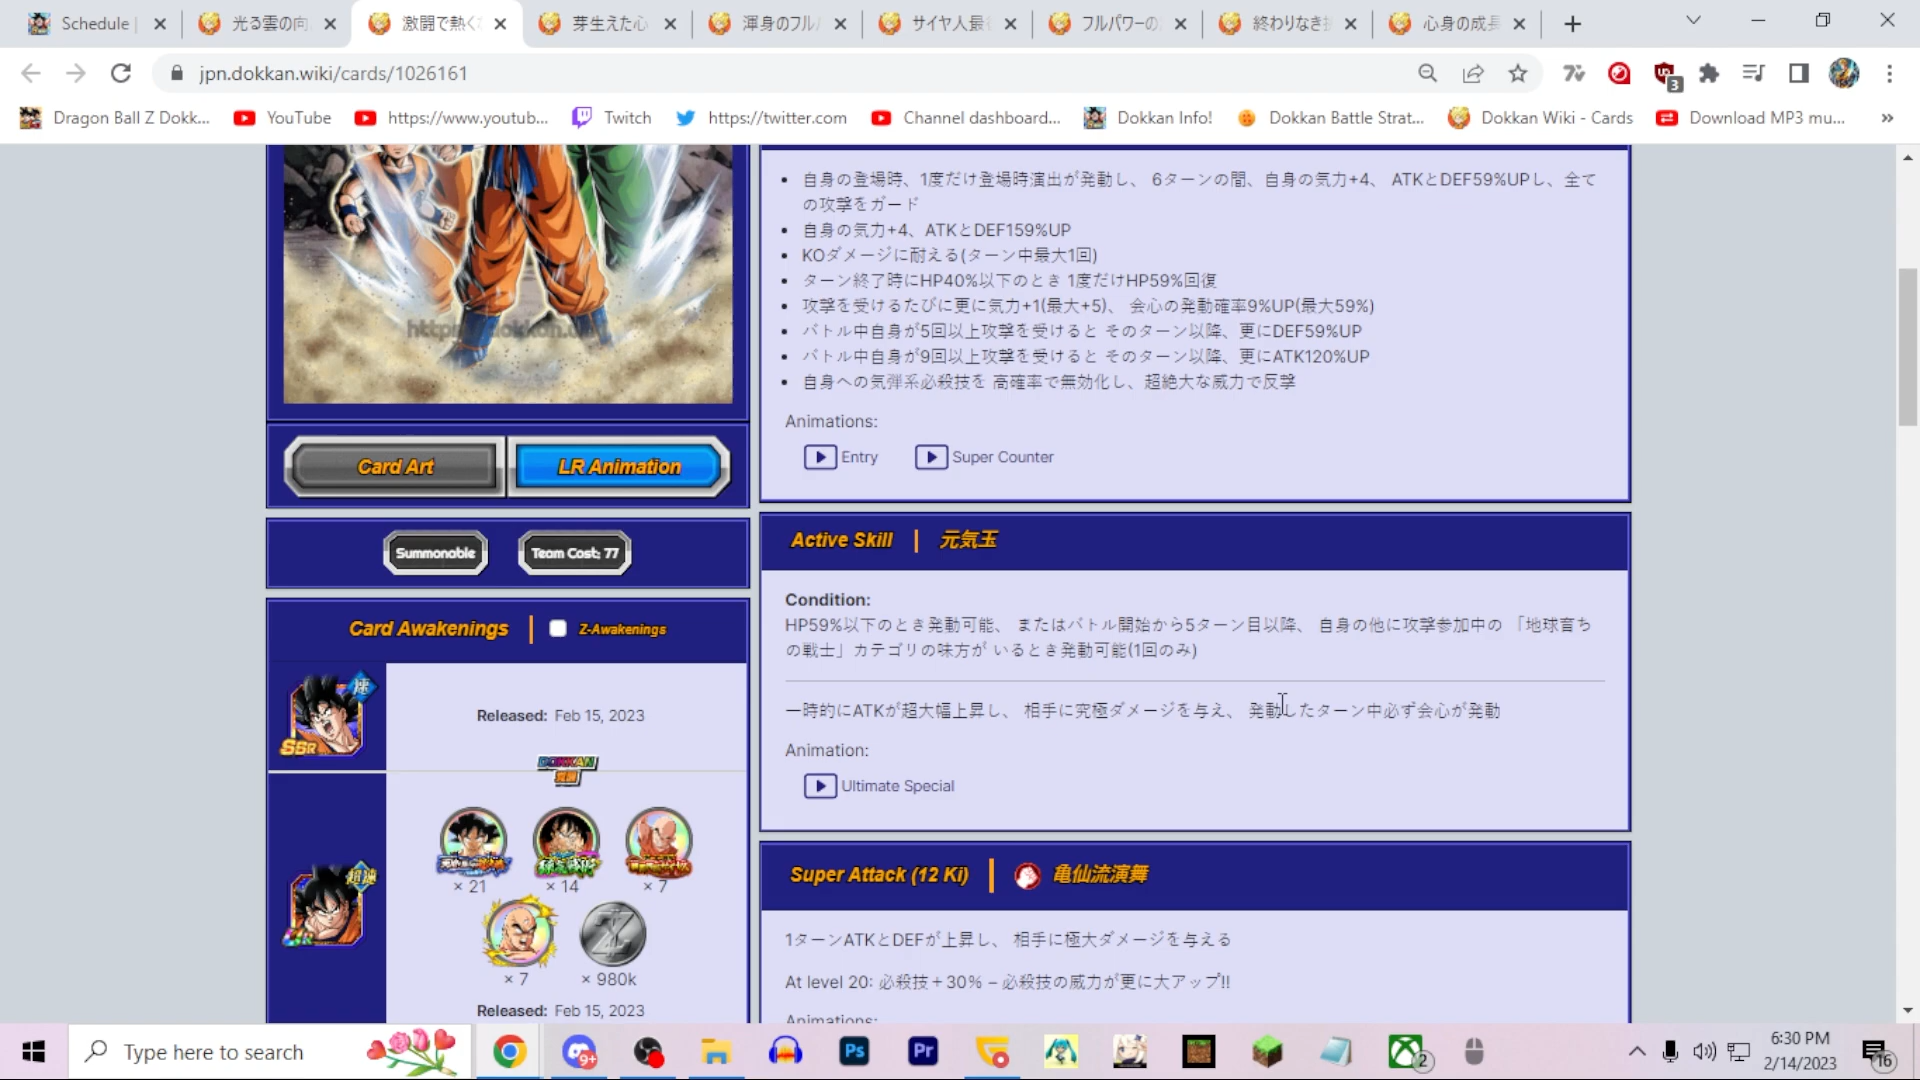 Schedule |
光る雲の向
激闘で熱く
芽生えた心
渾身のフル
サイヤ人最
フルパワーの
終わりなき
心身の成長
jpn.dokkan.wiki/cards/1026161
3
Dragon Ball Z Dokk...
YouTube
https://www.youtub...
Twitch
https://twitter.com
Channel dashboard...
Dokkan Info!
Dokkan Battle Strat...
Dokkan Wiki - Cards
Download MP3 mu...
»
自身の登場時、1度だけ登場時演出が発動し、 6ターンの間、自身の気力+4、 ATKとDEF59%UPし、全て
の攻撃をガード
自身の気力+4、ATKとDEF159%UP
KOダメージに耐える(ターン中最大1回)
ターン終了時にHP40%以下のとき 1度だけHP59%回復
攻撃を受けるたびに更に気力+1(最大+5)、 会心の発動確率9%UP(最大59%)
バトル中自身が5回以上攻撃を受けると そのターン以降、更にDEF59%UP
バトル中自身が9回以上攻撃を受けると そのターン以降、更にATK120%UP
自身への気弾系必殺技を 高確率で無効化し、超絶大な威力で反撃
Animations:
Entry
Super Counter
Card Art
LR Animation
Summonable
Team Cost: 77
Active Skill | 元気玉
Condition:
HP59%以下のとき発動可能、 またはバトル開始から5ターン目以降、 自身の他に攻撃参加中の 「地球育ち
の戦士」カテゴリの味方が いるとき発動可能(1回のみ)
一時的にATKが超大幅上昇し、 相手に究極ダメージを与え、 発動したターン中必ず会心が発動
Animation:
Ultimate Special
Card Awakenings | Z-Awakenings
速
SSR
Released: Feb 15, 2023
DOKKAN
覚醒
超速
× 21
× 14
× 7
× 7
× 980k
Released: Feb 15, 2023
Super Attack (12 Ki) | 亀仙流演舞
1ターンATKとDEFが上昇し、 相手に極大ダメージを与える
At level 20: 必殺技＋30% – 必殺技の威力が更に大アップ!!
Animations:
Type here to search
9+
Ps
Pr
2
6:30 PM
2/14/2023
16